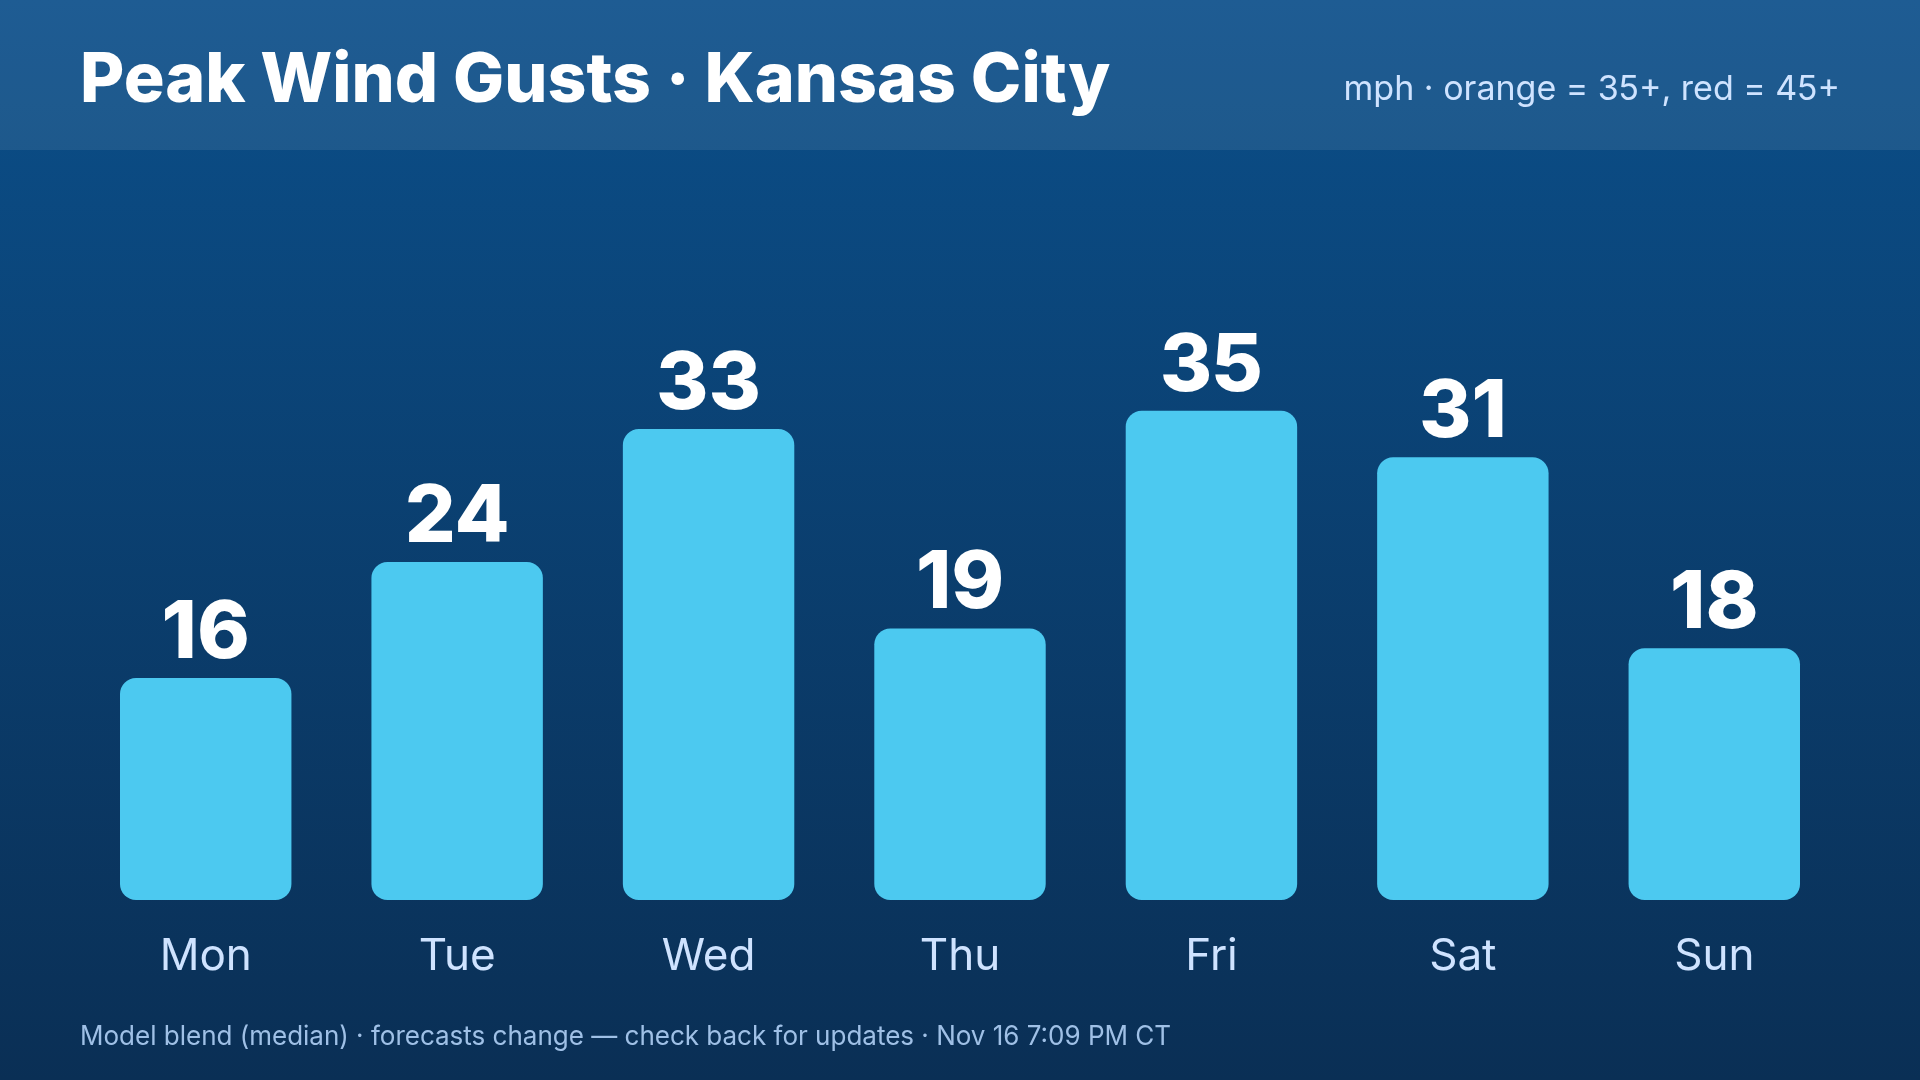 Peak Wind Gusts · Kansas City
mph · orange = 35+, red = 45+
16
24
33
19
35
31
18
Mon
Tue
Wed
Thu
Fri
Sat
Sun
Model blend (median) · forecasts change — check back for updates · Nov 16 7:09 PM CT